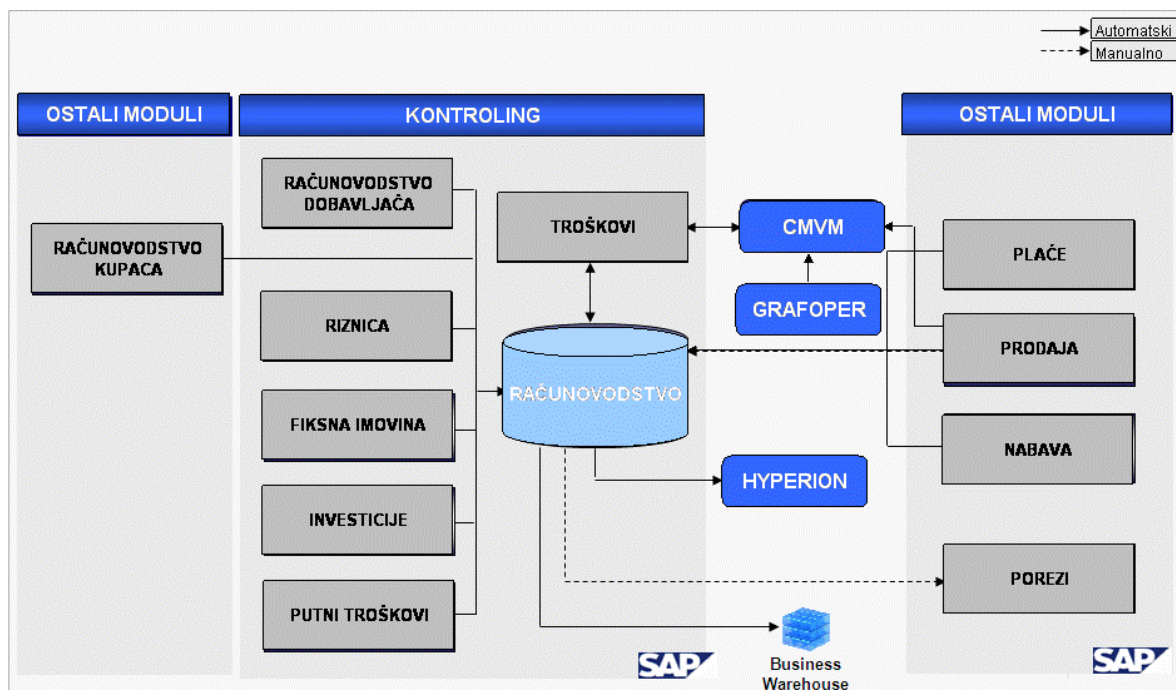 Automatski
Manualno
OSTALI MODULI
KONTROLING
OSTALI MODULI
RAČUNOVODSTVO
DOBAVLJAČA
RAČUNOVODSTVO
KUPACA
RIZNICA
FIKSNA IMOVINA
INVESTICIJE
PUTNI TROŠKOVI
TROŠKOVI
RAČUNOVODSTVO
CMVM
GRAFOPER
HYPERION
PLAĆE
PRODAJA
NABAVA
POREZI
SAP
Business
Warehouse
SAP